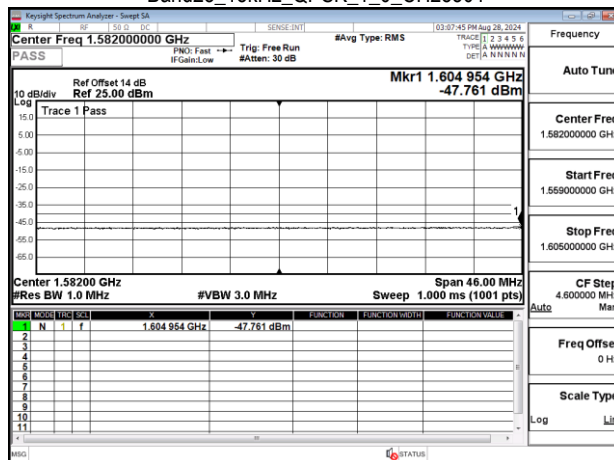 Keysight Spectrum Analyzer - Swept SA
R RF 50 Ω DC SENSE:INT 03:07:45 PM Aug 28, 2024
Center Freq 1.582000000 GHz #Avg Type: RMS TRACE 1 2 3 4 5 6
PNO: Fast Trig: Free Run TYPE A WWWWW
PASS IFGain:Low #Atten: 30 dB DET A N N N N N
Mkr1 1.604 954 GHz
Ref Offset 14 dB
10 dB/div Ref 25.00 dBm -47.761 dBm
Log
Trace 1 Pass
15.0
5.00
-5.00
-15.0
-25.0
-35.0
-45.0
-55.0
-65.0
1
Center 1.58200 GHz Span 46.00 MHz
#Res BW 1.0 MHz #VBW 3.0 MHz Sweep 1.000 ms (1001 pts)
MKR MODE TRC SCL X Y FUNCTION FUNCTION WIDTH FUNCTION VALUE
1 N 1 f 1.604 954 GHz -47.761 dBm
2
3
4
5
6
7
8
9
10
11
MSG STATUS
Frequency
Auto Tune
Center Freq
1.582000000 GHz
Start Freq
1.559000000 GHz
Stop Freq
1.605000000 GHz
CF Step
4.600000 MHz
Auto Man
Freq Offset
0 Hz
Scale Type
Log Lin